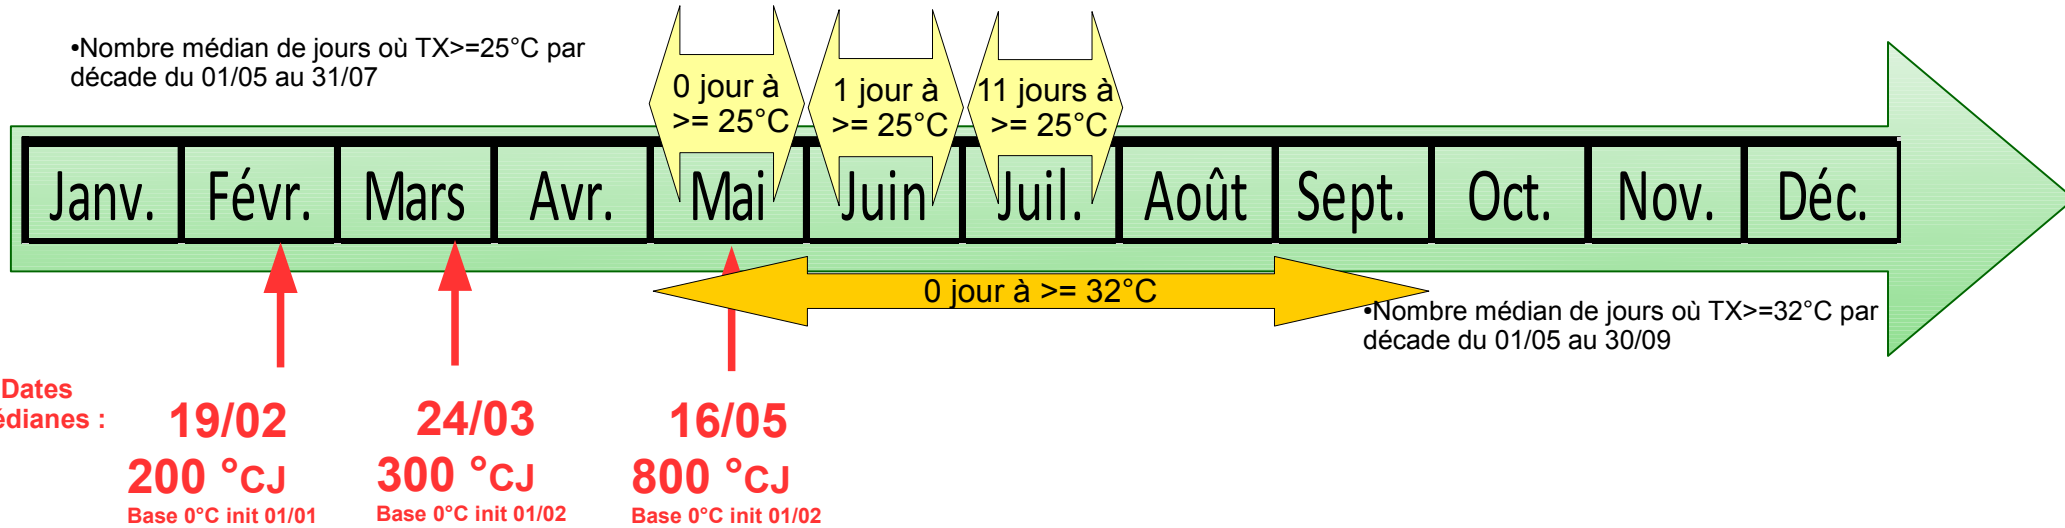 •Nombre médian de jours où TX>=25°C par
décade du 01/05 au 31/07
0 jour à
>= 25°C
1 jour à
>= 25°C
11 jours à
>= 25°C
Janv.
Févr.
Mars
Avr.
Mai
Juin
Juil.
Août
Sept.
Oct.
Nov.
Déc.
0 jour à >= 32°C
•Nombre médian de jours où TX>=32°C par
décade du 01/05 au 30/09
Dates
édianes :
19/02
200 °CJ
Base 0°C init 01/01
24/03
300 °CJ
Base 0°C init 01/02
16/05
800 °CJ
Base 0°C init 01/02